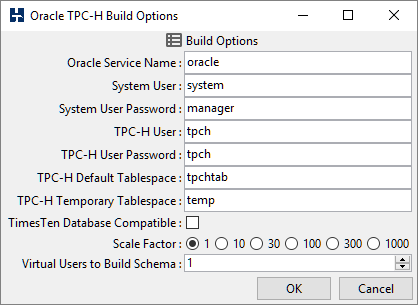 Oracle TPC-H Build Options
Build Options
Oracle Service Name : oracle
System User : system
System User Password : manager
TPC-H User : tpch
TPC-H User Password : tpch
TPC-H Default Tablespace : tpchtab
TPC-H Temporary Tablespace : temp
TimesTen Database Compatible :
Scale Factor : 1 10 30 100 300 1000
Virtual Users to Build Schema : 1
OK Cancel